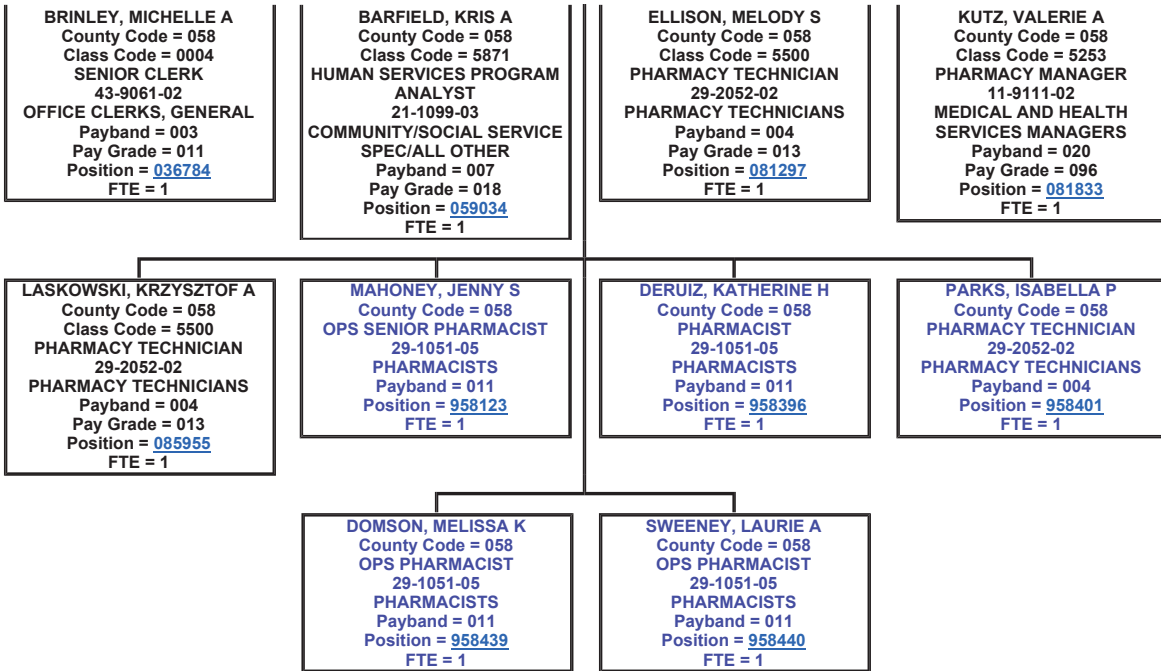 BRINLEY, MICHELLE A
County Code = 058
Class Code = 0004
SENIOR CLERK
43-9061-02
OFFICE CLERKS, GENERAL
Payband = 003
Pay Grade = 011
Position = 036784
FTE = 1
BARFIELD, KRIS A
County Code = 058
Class Code = 5871
HUMAN SERVICES PROGRAM
ANALYST
21-1099-03
COMMUNITY/SOCIAL SERVICE
SPEC/ALL OTHER
Payband = 007
Pay Grade = 018
Position = 059034
FTE = 1
ELLISON, MELODY S
County Code = 058
Class Code = 5500
PHARMACY TECHNICIAN
29-2052-02
PHARMACY TECHNICIANS
Payband = 004
Pay Grade = 013
Position = 081297
FTE = 1
KUTZ, VALERIE A
County Code = 058
Class Code = 5253
PHARMACY MANAGER
11-9111-02
MEDICAL AND HEALTH
SERVICES MANAGERS
Payband = 020
Pay Grade = 096
Position = 081833
FTE = 1
LASKOWSKI, KRZYSZTOF A
County Code = 058
Class Code = 5500
PHARMACY TECHNICIAN
29-2052-02
PHARMACY TECHNICIANS
Payband = 004
Pay Grade = 013
Position = 085955
FTE = 1
MAHONEY, JENNY S
County Code = 058
OPS SENIOR PHARMACIST
29-1051-05
PHARMACISTS
Payband = 011
Position = 958123
FTE = 1
DERUIZ, KATHERINE H
County Code = 058
PHARMACIST
29-1051-05
PHARMACISTS
Payband = 011
Position = 958396
FTE = 1
PARKS, ISABELLA P
County Code = 058
PHARMACY TECHNICIAN
29-2052-02
PHARMACY TECHNICIANS
Payband = 004
Position = 958401
FTE = 1
DOMSON, MELISSA K
County Code = 058
OPS PHARMACIST
29-1051-05
PHARMACISTS
Payband = 011
Position = 958439
FTE = 1
SWEENEY, LAURIE A
County Code = 058
OPS PHARMACIST
29-1051-05
PHARMACISTS
Payband = 011
Position = 958440
FTE = 1